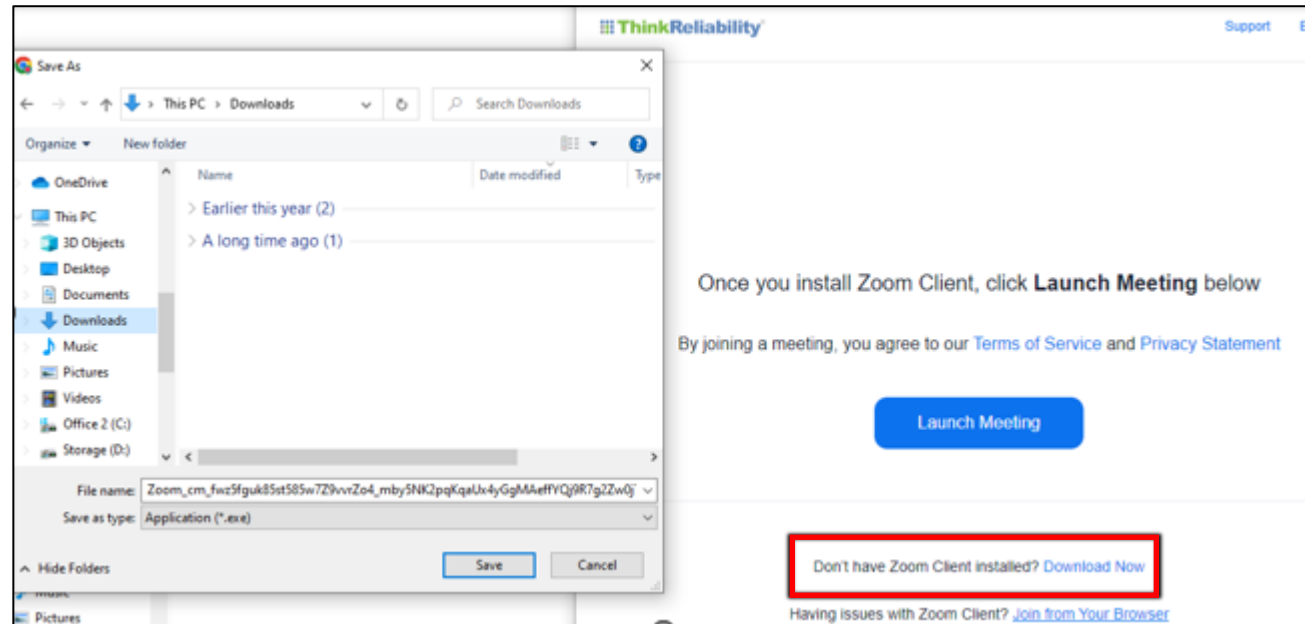 ThinkReliability
Support
Save As
This PC > Downloads
Search Downloads
Organize
New folder
Name
Date modified
Type
OneDrive
This PC
3D Objects
Desktop
Documents
Downloads
Music
Pictures
Videos
Office 2 (C:)
Storage (D:)
Earlier this year (2)
A long time ago (1)
File name:
Save as type: Application (*.exe)
Hide Folders
Save
Cancel
Pictures
Once you install Zoom Client, click Launch Meeting below
By joining a meeting, you agree to our Terms of Service and Privacy Statement
Launch Meeting
Don't have Zoom Client installed? Download Now
Having issues with Zoom Client? Join from Your Browser